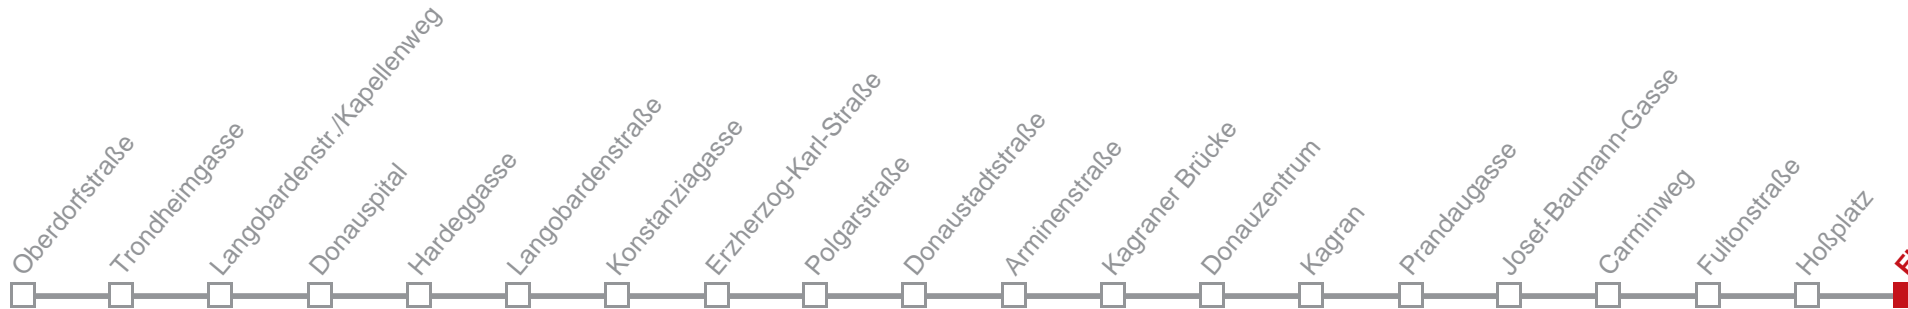 Oberdorfstraße
Trondheimgasse
Langobardenstr./Kapellenweg
Donauspital
Hardeggasse
Langobardenstraße
Konstanziagasse
Erzherzog-Karl-Straße
Polgarstraße
Donaustadtstraße
Arminenstraße
Kagraner Brücke
Donauzentrum
Kagran
Prandaugasse
Josef-Baumann-Gasse
Carminweg
Fultonstraße
Hoßplatz